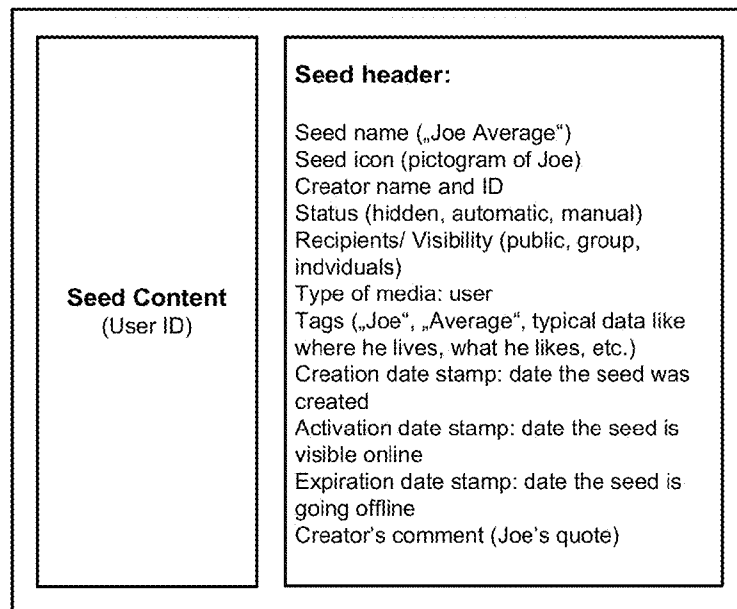 Seed Content
(User ID)
Seed header:
Seed name („Joe Average“)
Seed icon (pictogram of Joe)
Creator name and ID
Status (hidden, automatic, manual)
Recipients/ Visibility (public, group,
indviduals)
Type of media: user
Tags („Joe“, „Average“, typical data like
where he lives, what he likes, etc.)
Creation date stamp: date the seed was
created
Activation date stamp: date the seed is
visible online
Expiration date stamp: date the seed is
going offline
Creator's comment (Joe's quote)